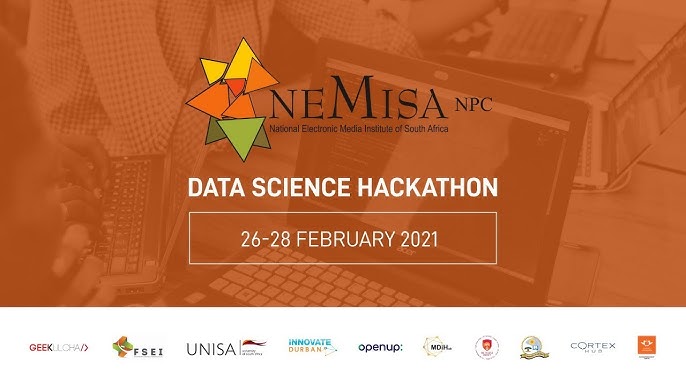 NEMISA NPC
National Electronic Media Institute of South Africa
DATA SCIENCE HACKATHON
26-28 FEBRUARY 2021
GEEKULCHA/>
FSEI
UNISA
INNOVATE
DURBAN
openup:
MDiH
CORTEX
HUB